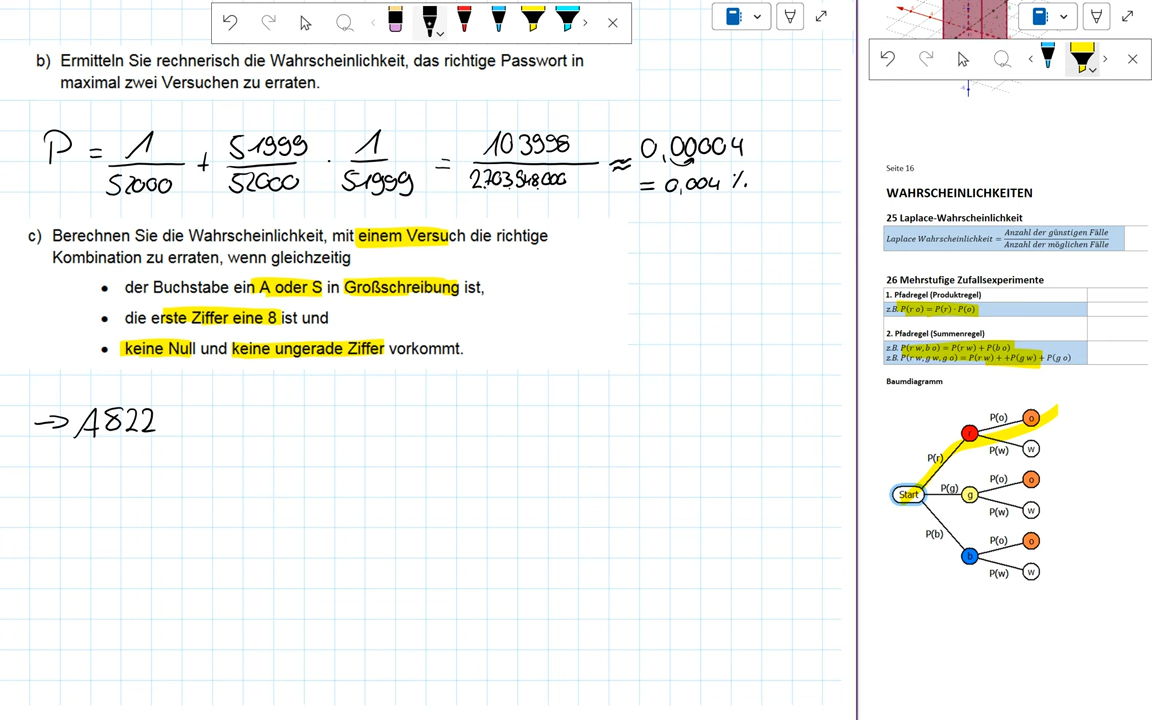 b) Ermitteln Sie rechnerisch die Wahrscheinlichkeit, das richtige Passwort in
maximal zwei Versuchen zu erraten.
P = 1/52000 + 51999/52000 · 1/51999 = 103998/2.703.948.000 ≈ 0,00004
= 0,004 %
c) Berechnen Sie die Wahrscheinlichkeit, mit einem Versuch die richtige
Kombination zu erraten, wenn gleichzeitig
• der Buchstabe ein A oder S in Großschreibung ist,
• die erste Ziffer eine 8 ist und
• keine Null und keine ungerade Ziffer vorkommt.
→ A822
Seite 16
WAHRSCHEINLICHKEITEN
25 Laplace-Wahrscheinlichkeit
Laplace Wahrscheinlichkeit = Anzahl der günstigen Fälle / Anzahl der möglichen Fälle
26 Mehrstufige Zufallsexperimente
1. Pfadregel (Produktregel)
z.B. P(r o) = P(r) · P(o)
2. Pfadregel (Summenregel)
z.B. P(r w, b o) = P(r w) + P(b o)
z.B. P(r w, g w, g o) = P(r w) + +P(g w) + P(g o)
Baumdiagramm
P(o) o
r
P(w) w
P(r)
P(o) o
Start P(g) g
P(w) w
P(b)
P(o) o
b
P(w) w